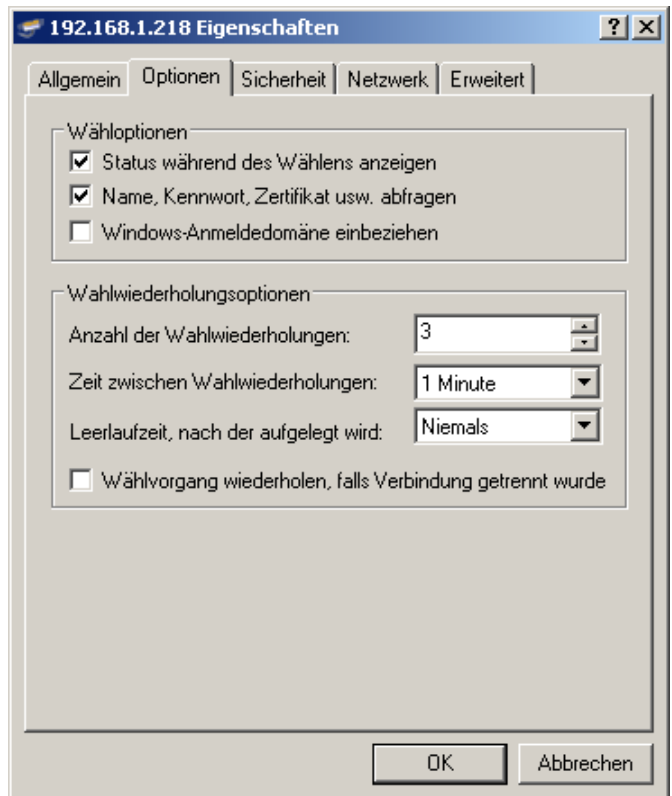 192.168.1.218 Eigenschaften
Allgemein Optionen Sicherheit Netzwerk Erweitert
Wähloptionen
Status während des Wählens anzeigen
Name, Kennwort, Zertifikat usw. abfragen
Windows-Anmeldedomäne einbeziehen
Wahlwiederholungsoptionen
Anzahl der Wahlwiederholungen: 3
Zeit zwischen Wahlwiederholungen: 1 Minute
Leerlaufzeit, nach der aufgelegt wird: Niemals
Wählvorgang wiederholen, falls Verbindung getrennt wurde
OK Abbrechen